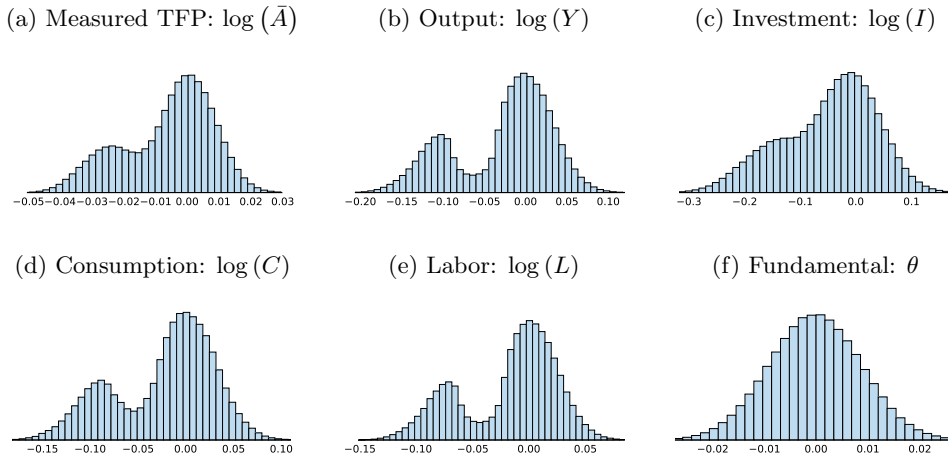 (a) Measured TFP: log (Ā)
(b) Output: log (Y)
(c) Investment: log (I)
−0.05 −0.04 −0.03 −0.02 −0.01 0.00 0.01 0.02 0.03
−0.20 −0.15 −0.10 −0.05 0.00 0.05 0.10
−0.3 −0.2 −0.1 0.0 0.1
(d) Consumption: log (C)
(e) Labor: log (L)
(f) Fundamental: θ
−0.15 −0.10 −0.05 0.00 0.05 0.10
−0.15 −0.10 −0.05 0.00 0.05
−0.02 −0.01 0.00 0.01 0.02